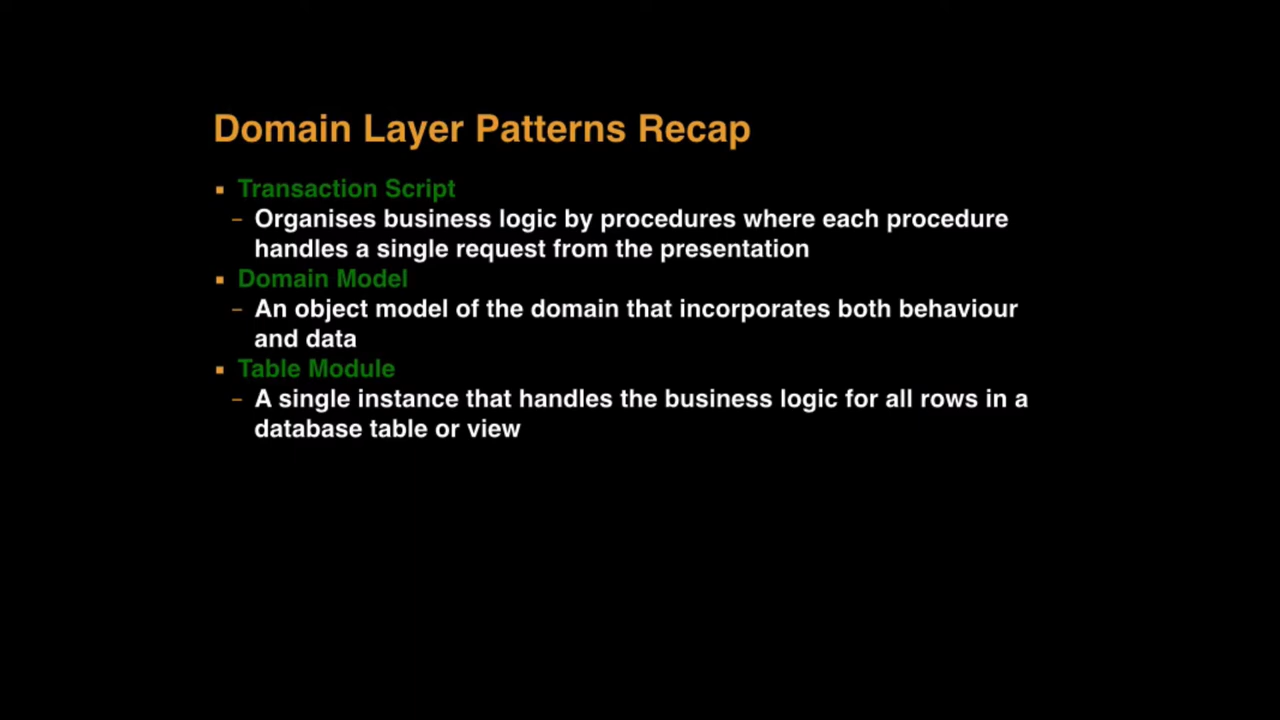 Domain Layer Patterns Recap
▪ Transaction Script
– Organises business logic by procedures where each procedure
handles a single request from the presentation
▪ Domain Model
– An object model of the domain that incorporates both behaviour
and data
▪ Table Module
– A single instance that handles the business logic for all rows in a
database table or view